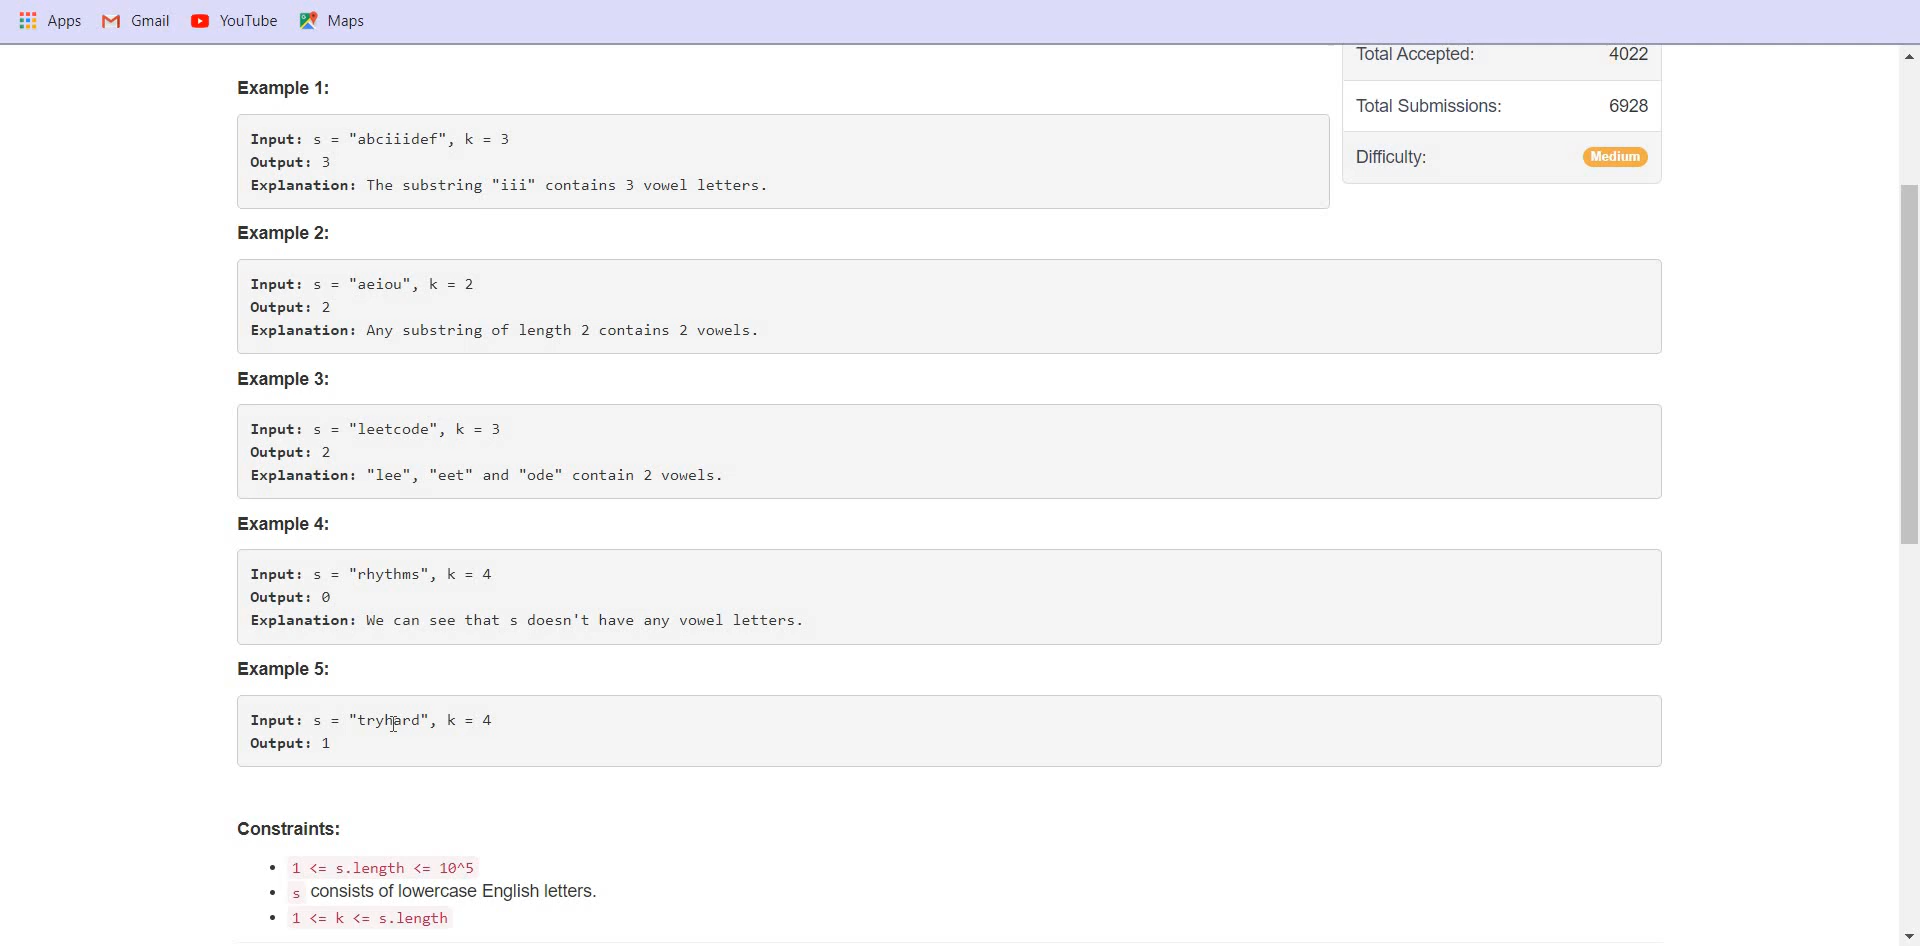 Apps Gmail YouTube Maps
Total Accepted: 4022
Example 1:
Total Submissions: 6928
Input: s = "abciiidef", k = 3
Output: 3
Difficulty: Medium
Explanation: The substring "iii" contains 3 vowel letters.
Example 2:
Input: s = "aeiou", k = 2
Output: 2
Explanation: Any substring of length 2 contains 2 vowels.
Example 3:
Input: s = "leetcode", k = 3
Output: 2
Explanation: "lee", "eet" and "ode" contain 2 vowels.
Example 4:
Input: s = "rhythms", k = 4
Output: 0
Explanation: We can see that s doesn't have any vowel letters.
Example 5:
Input: s = "tryhard", k = 4
Output: 1
Constraints:
1 <= s.length <= 10^5
s consists of lowercase English letters.
1 <= k <= s.length